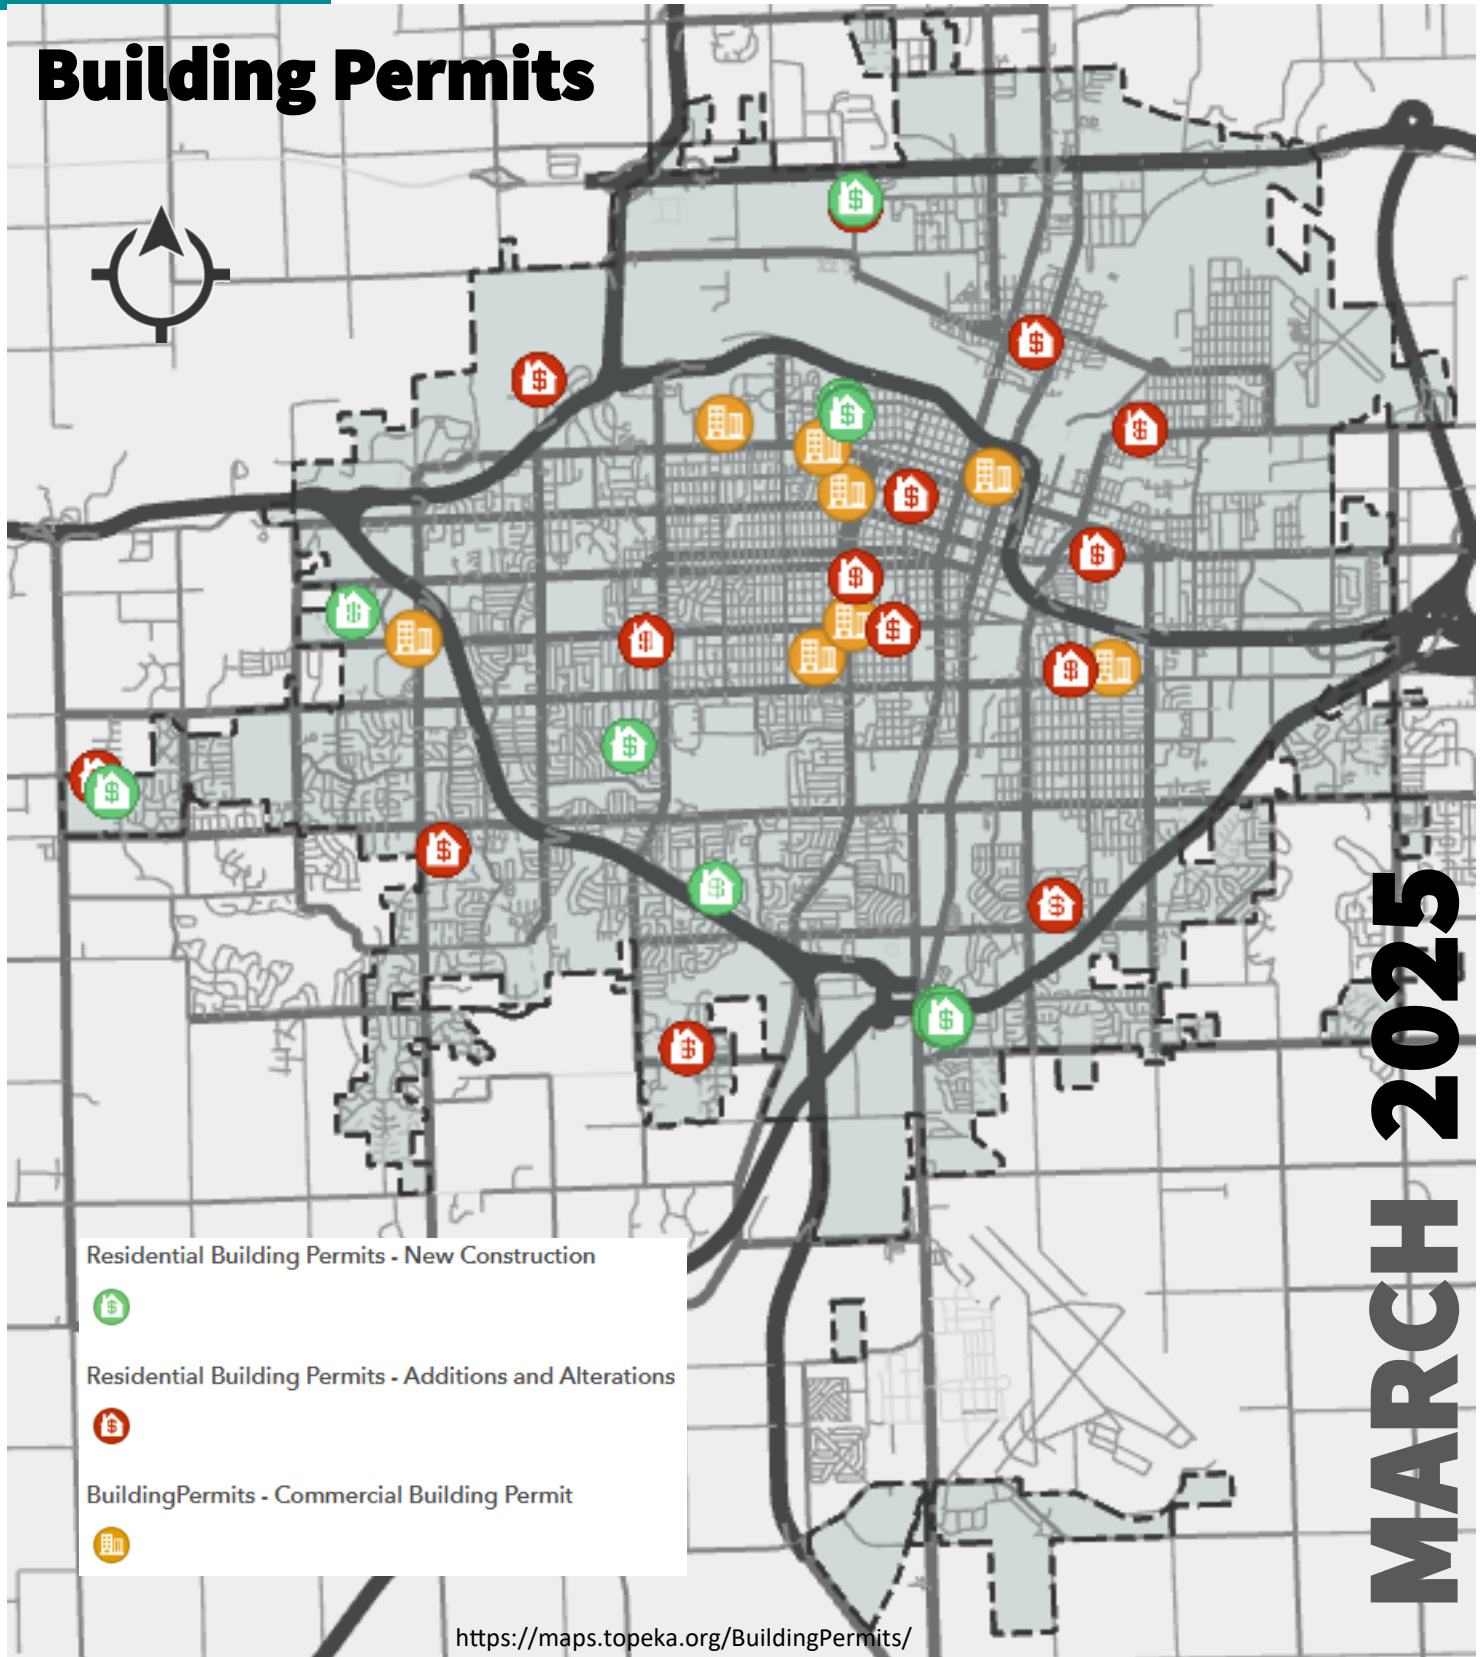 Building Permits
MARCH 2025
Residential Building Permits - New Construction
Residential Building Permits - Additions and Alterations
BuildingPermits - Commercial Building Permit
https://maps.topeka.org/BuildingPermits/